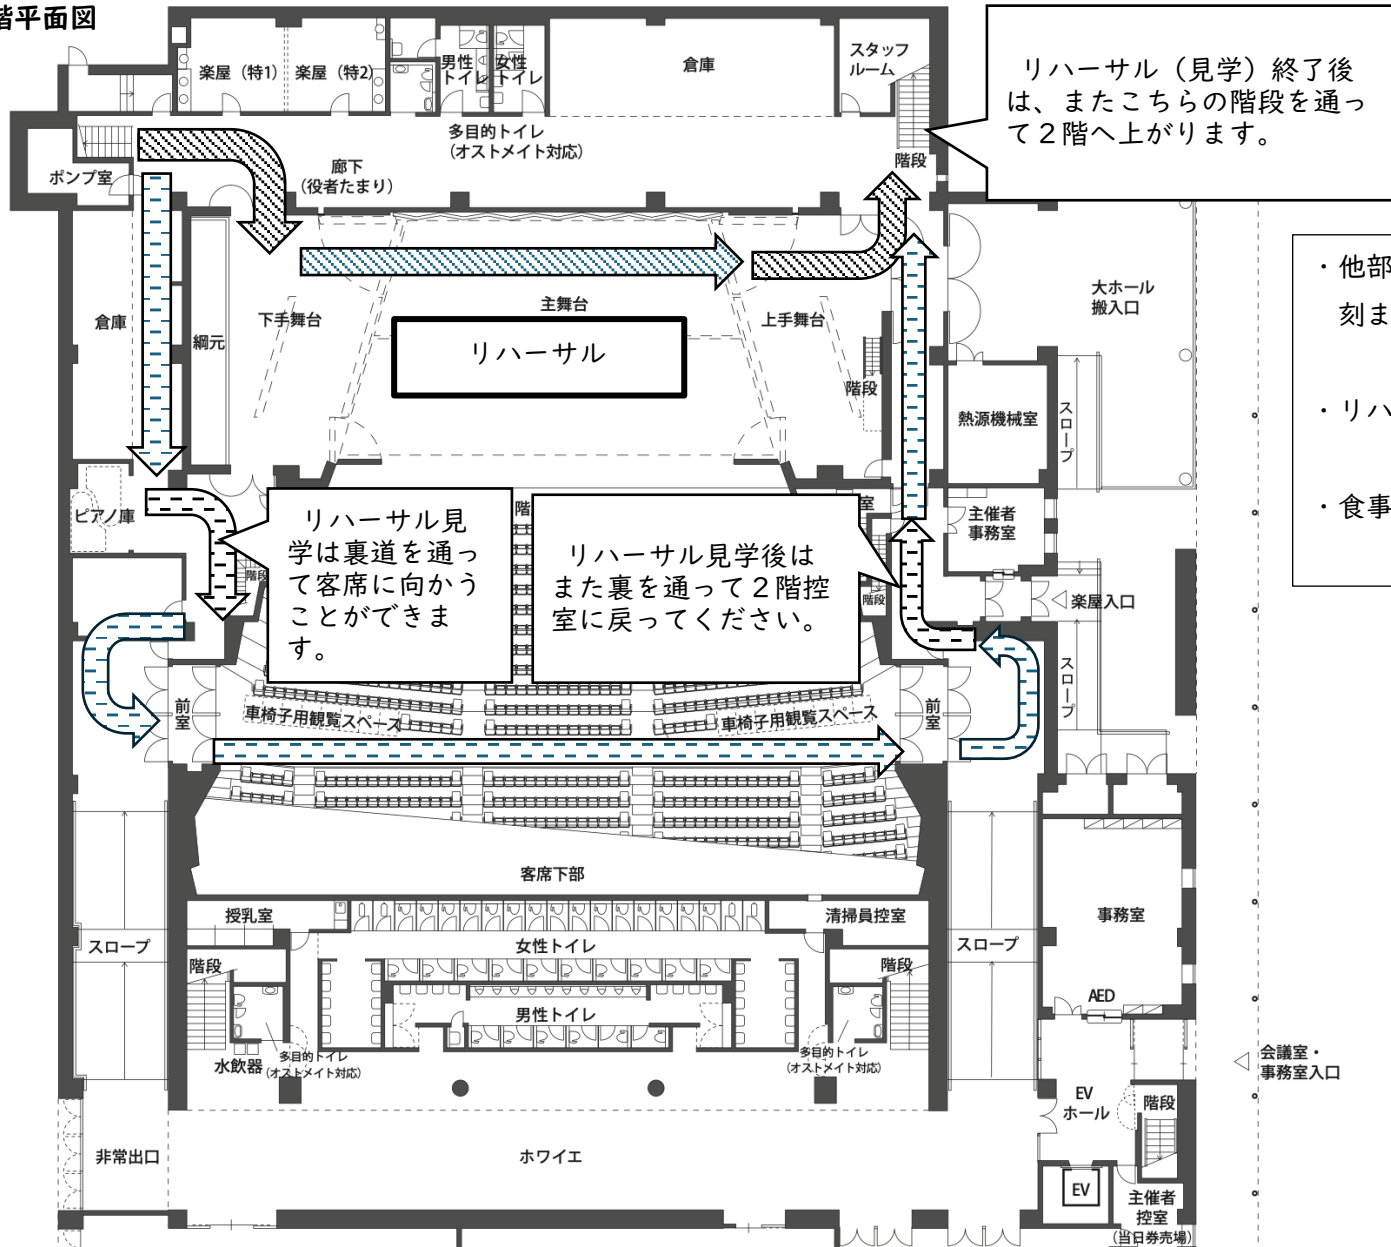 階平面図
楽屋（特1）
楽屋（特2）
男性
トイレ
女性
トイレ
倉庫
スタッフ
ルーム
リハーサル（見学）終了後
は、またこちらの階段を通っ
て２階へ上がります。
多目的トイレ
(オストメイト対応)
階段
ポンプ室
廊下
(役者たまり)
・他部
刻ま
・リハ
・食事
大ホール
搬入口
倉庫
綱元
下手舞台
主舞台
上手舞台
リハーサル
階段
熱源機械室
スロープ
ピアノ庫
階
室
主催者
事務室
リハーサル見
学は裏道を通っ
て客席に向かう
ことができま
す。
リハーサル見学後は
また裏を通って２階控
室に戻ってください。
階段
階段
楽屋入口
スロープ
前室
車椅子用観覧スペース
車椅子用観覧スペース
前室
客席下部
授乳室
清掃員控室
事務室
スロープ
女性トイレ
スロープ
階段
階段
男性トイレ
AED
水飲器
多目的トイレ
(オストメイト対応)
多目的トイレ
(オストメイト対応)
会議室・
事務室入口
EV
ホール
階段
非常出口
ホワイエ
EV
主催者
控室
(当日券売場)